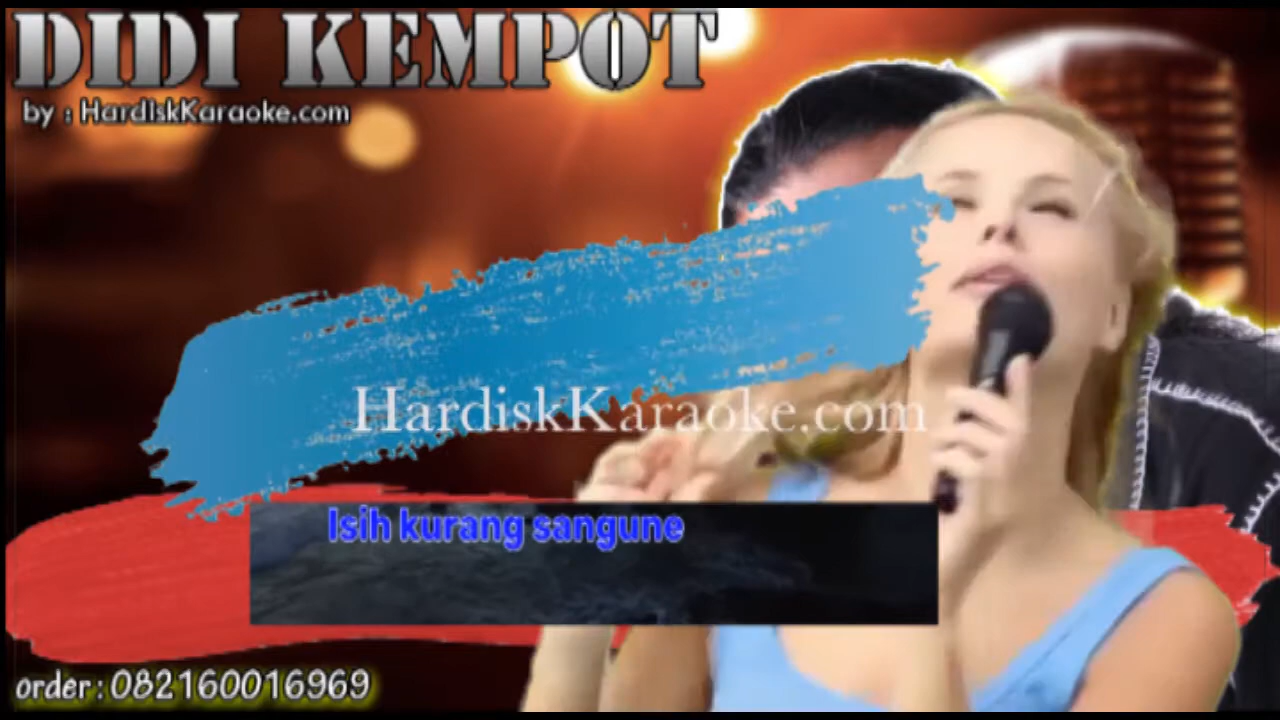 DIDI KEMPOT
by : HardIskKaraoke.com
HardiskKaraoke.com
Isih kurang sangune
order : 082160016969